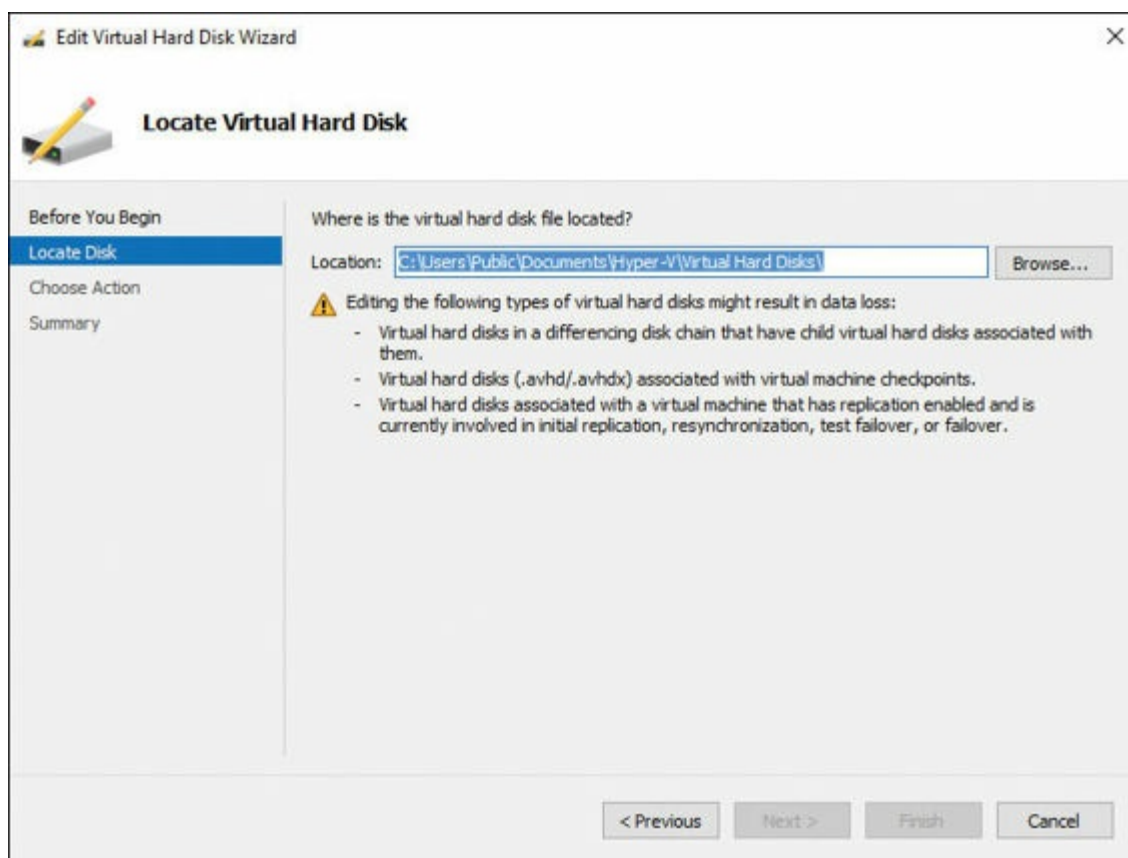 Edit Virtual Hard Disk Wizard
Locate Virtual Hard Disk
Before You Begin
Locate Disk
Choose Action
Summary
Where is the virtual hard disk file located?
Location: C:\Users\Public\Documents\Hyper-V\Virtual Hard Disks\ Browse...
Editing the following types of virtual hard disks might result in data loss:
- Virtual hard disks in a differencing disk chain that have child virtual hard disks associated with
them.
- Virtual hard disks (.avhd/.avhdx) associated with virtual machine checkpoints.
- Virtual hard disks associated with a virtual machine that has replication enabled and is
currently involved in initial replication, resynchronization, test failover, or failover.
< Previous Next > Finish Cancel